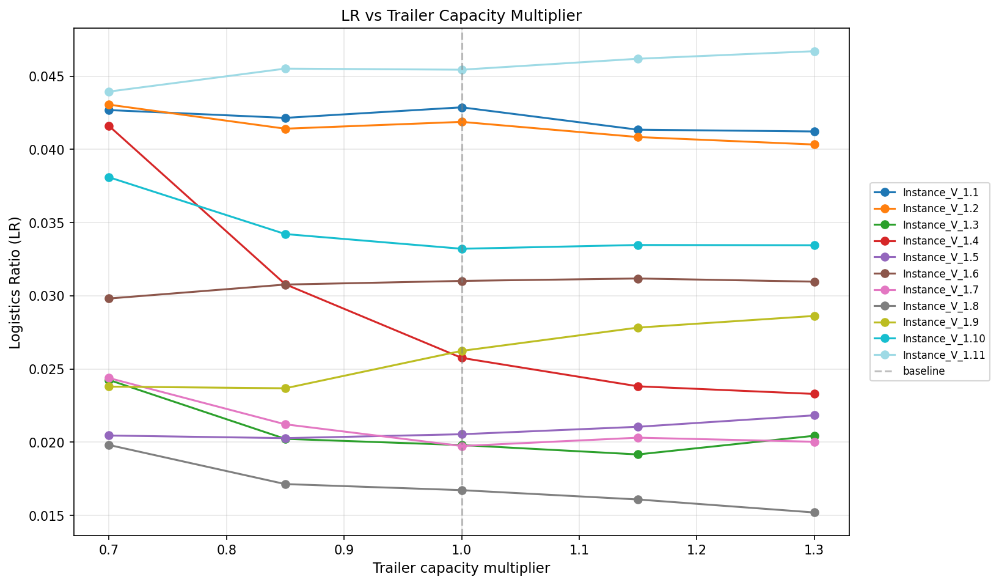 LR vs Trailer Capacity Multiplier
Logistics Ratio (LR)
0.045
0.040
0.035
0.030
0.025
0.020
0.015
0.7 0.8 0.9 1.0 1.1 1.2 1.3
Trailer capacity multiplier
Instance_V_1.1
Instance_V_1.2
Instance_V_1.3
Instance_V_1.4
Instance_V_1.5
Instance_V_1.6
Instance_V_1.7
Instance_V_1.8
Instance_V_1.9
Instance_V_1.10
Instance_V_1.11
baseline